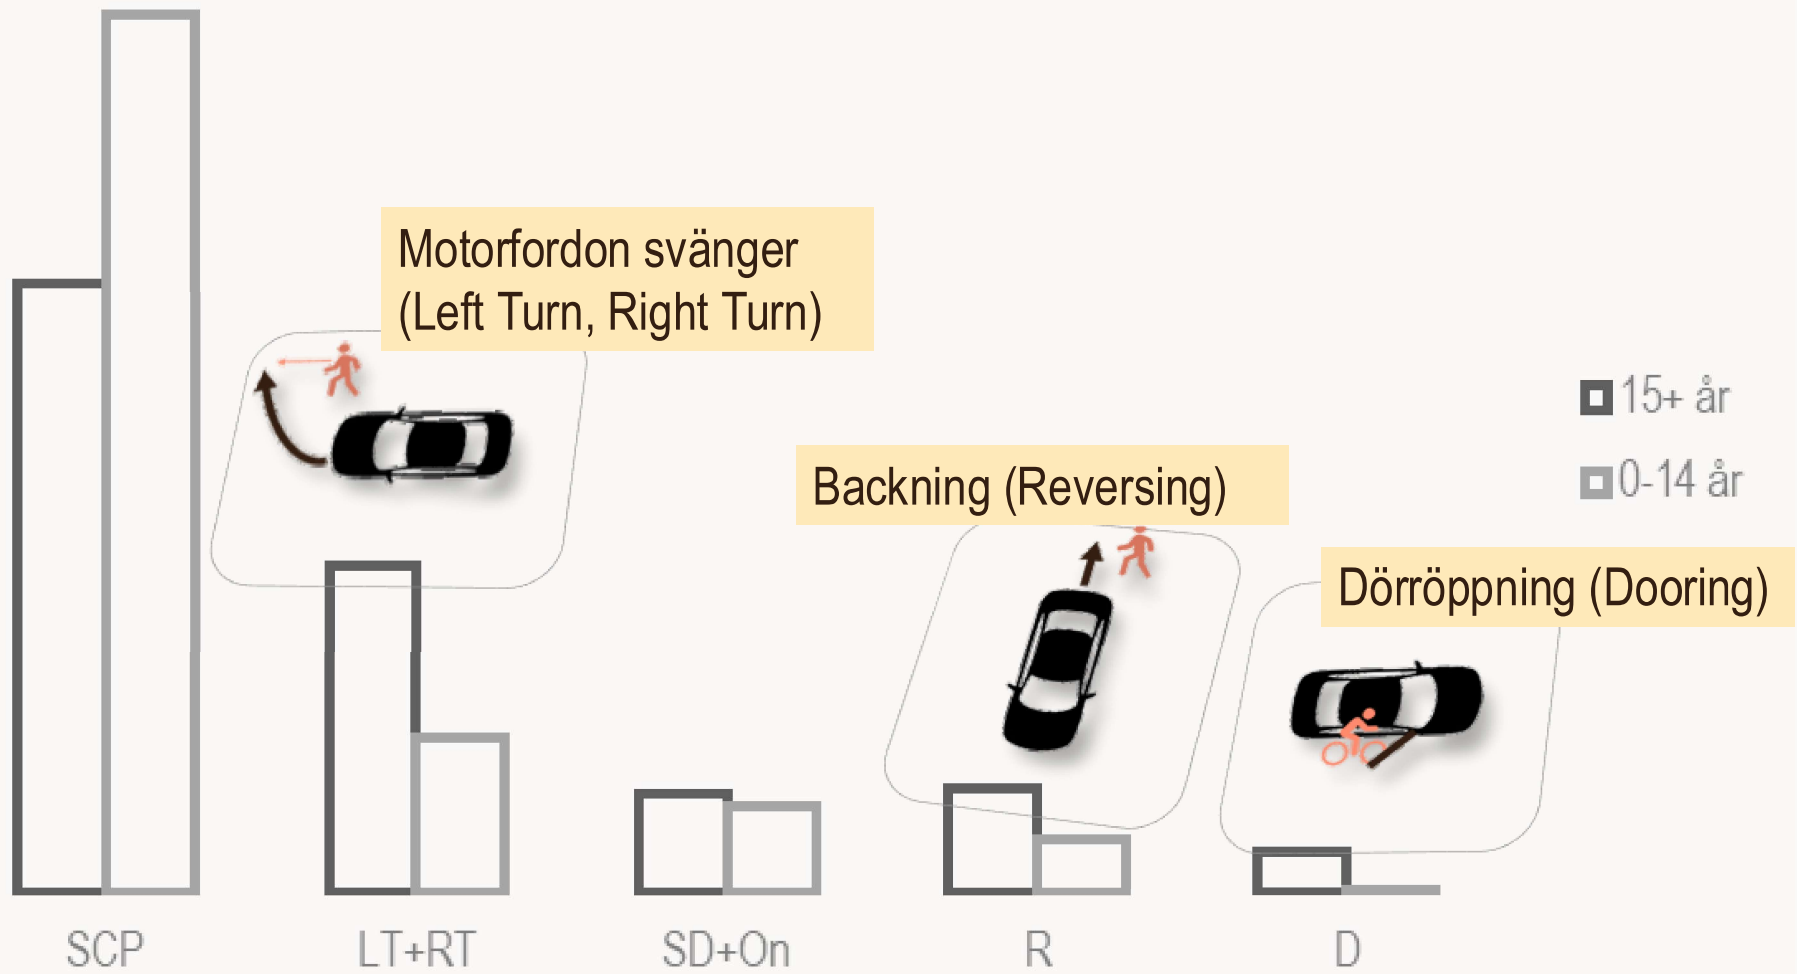 Motorfordon svänger
(Left Turn, Right Turn)
15+ år
0-14 år
Backning (Reversing)
Dörröppning (Dooring)
SCP
LT+RT
SD+On
R
D